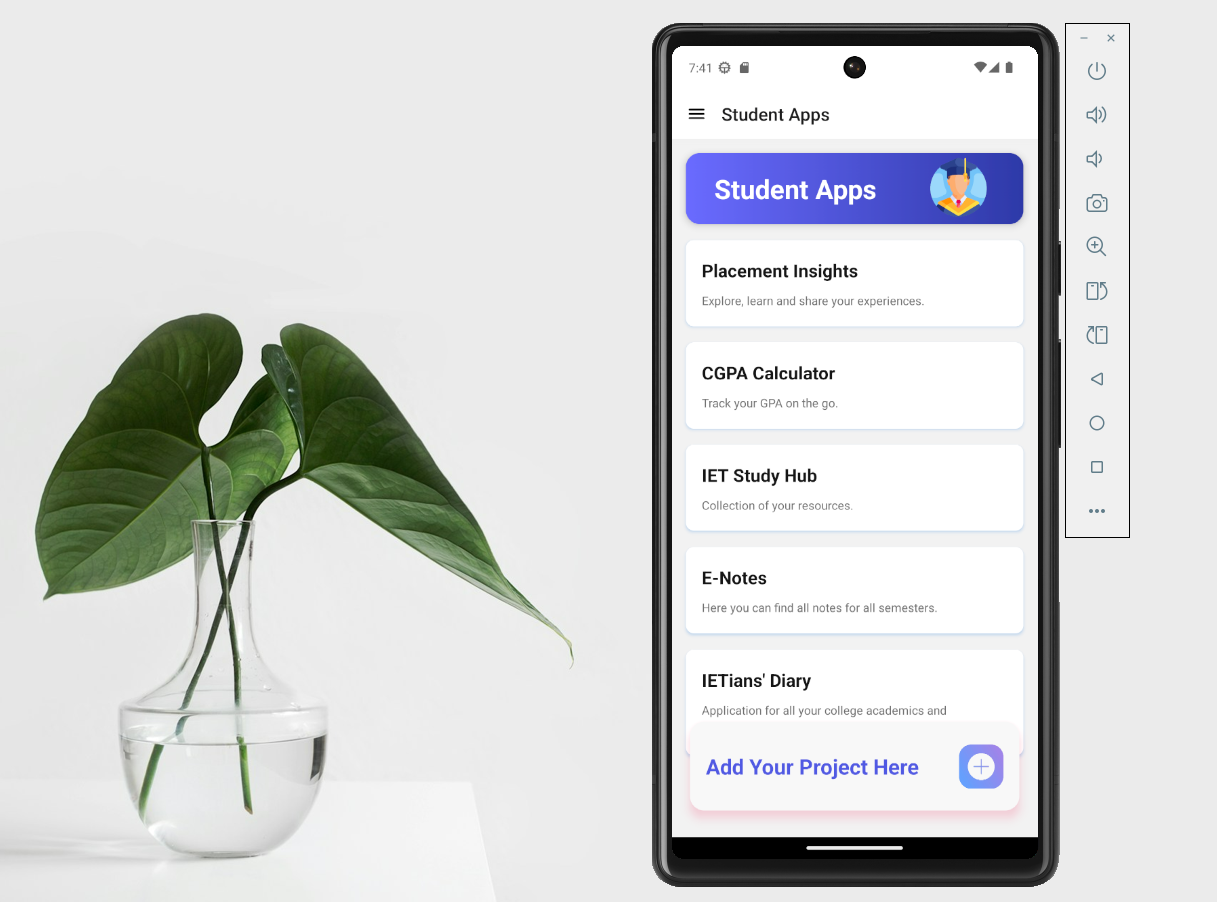 7:41
Student Apps
Student Apps
Placement Insights
Explore, learn and share your experiences.
CGPA Calculator
Track your GPA on the go.
IET Study Hub
Collection of your resources.
E-Notes
Here you can find all notes for all semesters.
IETians' Diary
Application for all your college academics and
Add Your Project Here